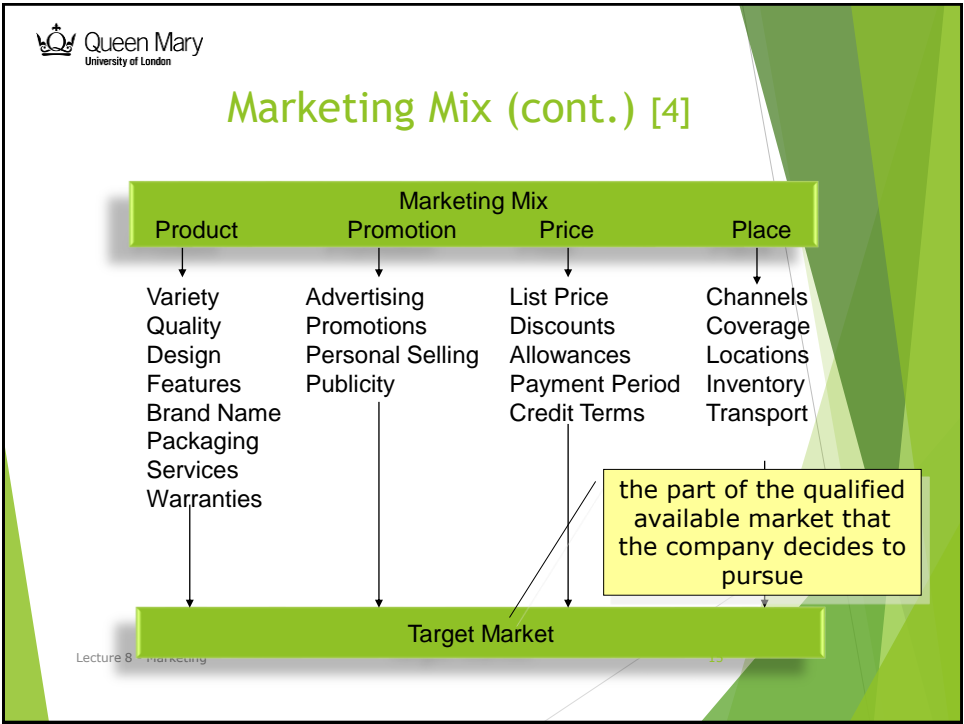 Queen Mary
University of London
Marketing Mix (cont.) [4]
Marketing Mix
Product Promotion Price Place
Variety
Quality
Design
Features
Brand Name
Packaging
Services
Warranties
Advertising
Promotions
Personal Selling
Publicity
List Price
Discounts
Allowances
Payment Period
Credit Terms
Channels
Coverage
Locations
Inventory
Transport
the part of the qualified
available market that
the company decides to
pursue
Target Market
Lecture 8 - Marketing